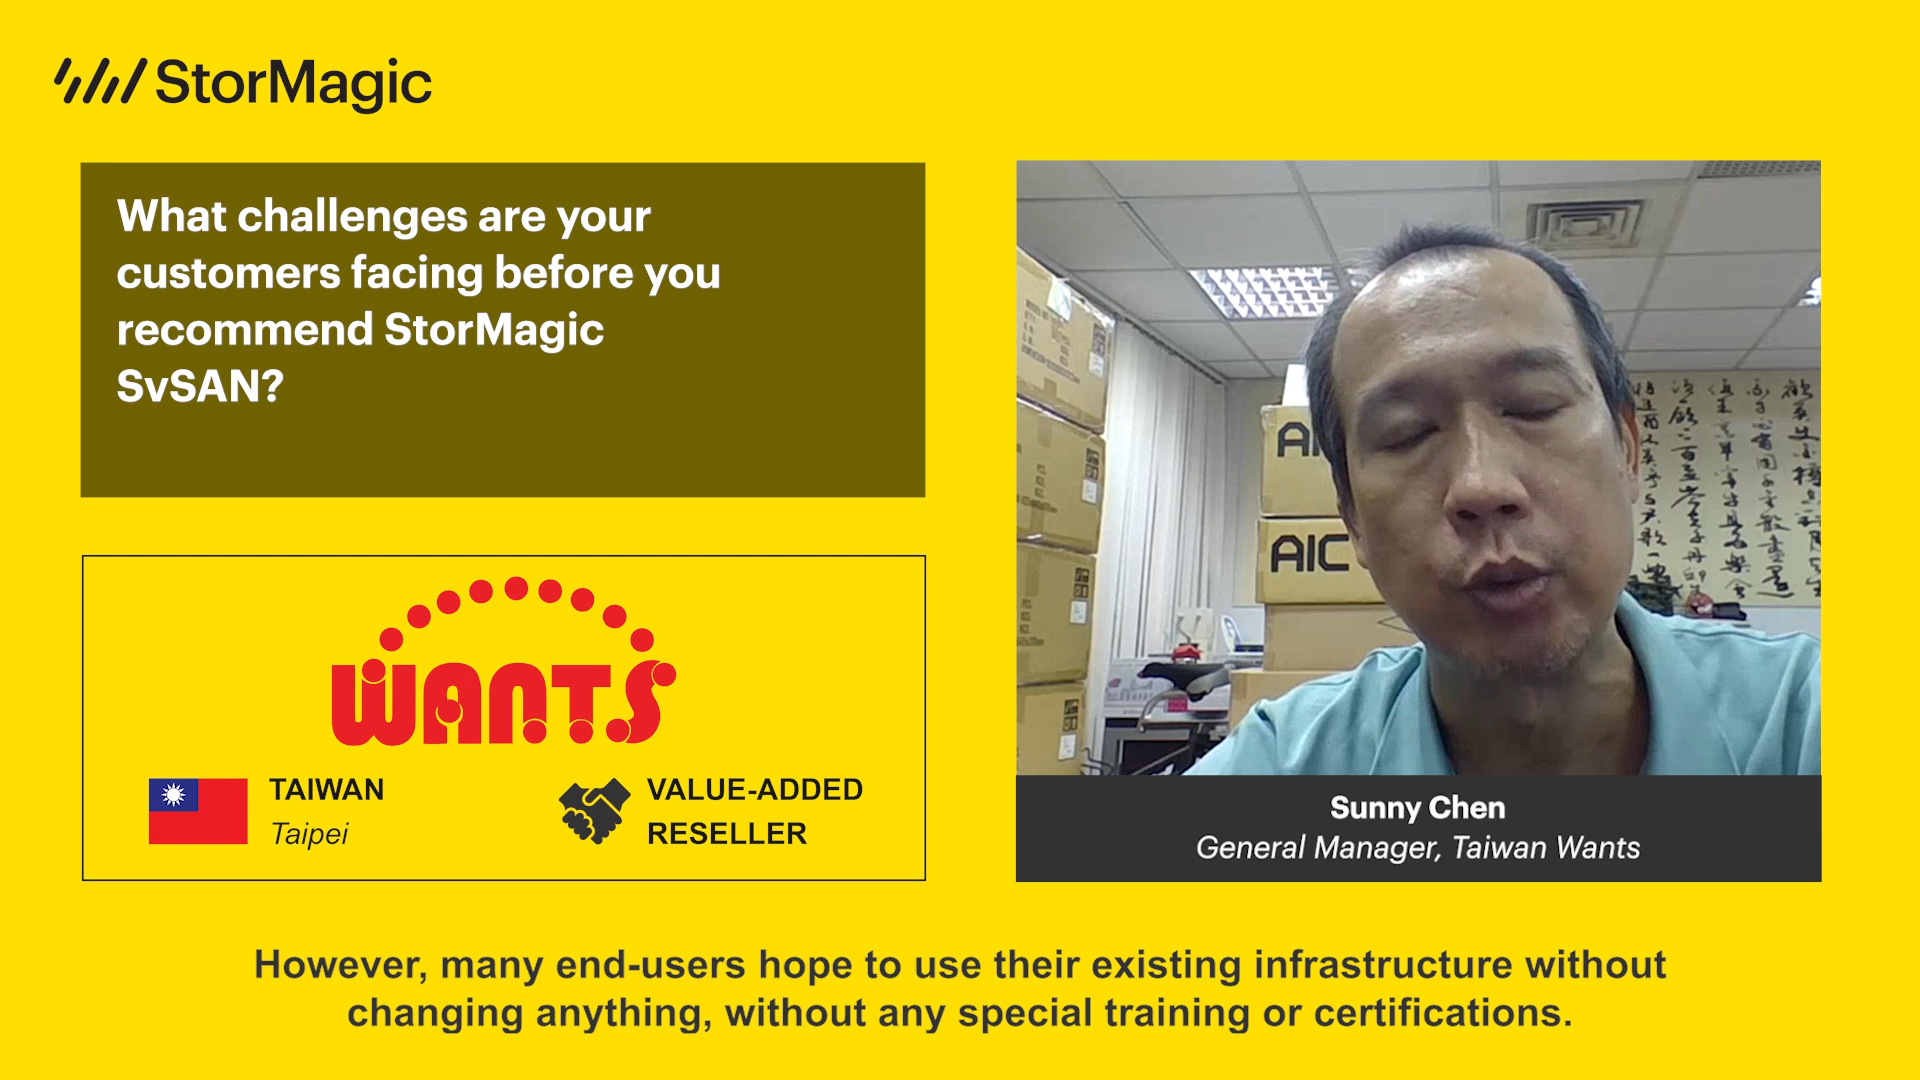 StorMagic
What challenges are your
customers facing before you
recommend StorMagic
SvSAN?
WANTS
TAIWAN
Taipei
VALUE-ADDED
RESELLER
AIC
Sunny Chen
General Manager, Taiwan Wants
However, many end-users hope to use their existing infrastructure without
changing anything, without any special training or certifications.